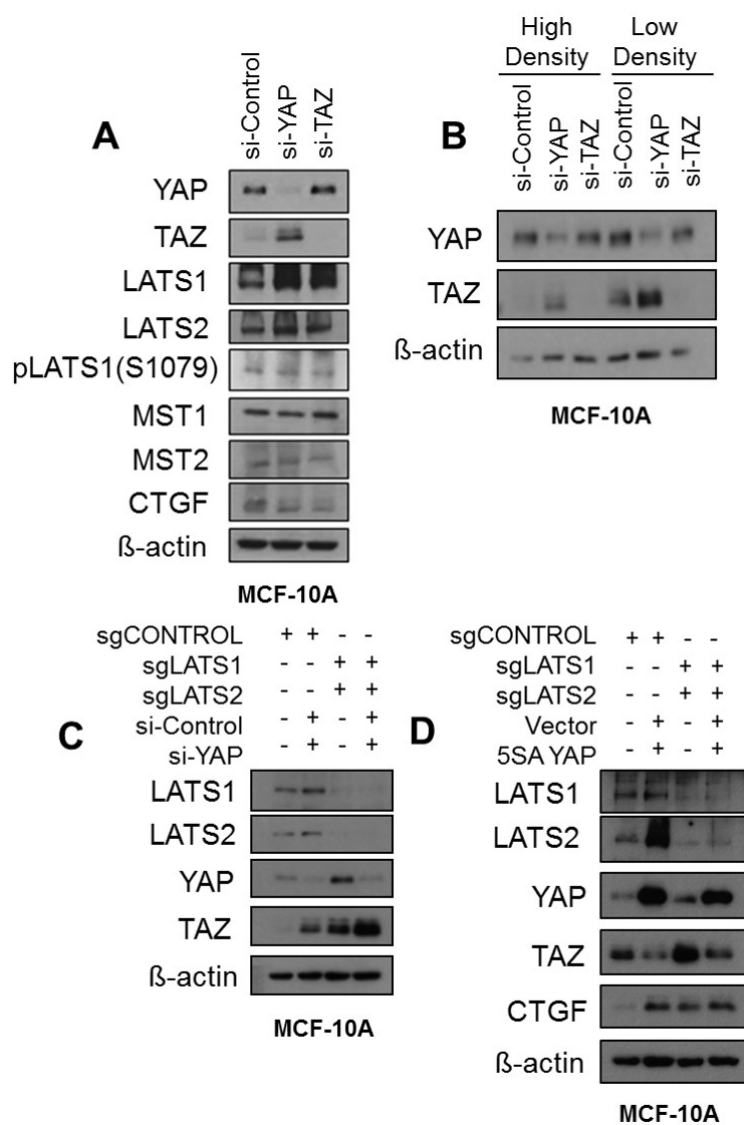 A
si-Control
si-YAP
si-TAZ
YAP
TAZ
LATS1
LATS2
pLATS1(S1079)
MST1
MST2
CTGF
ß-actin
MCF-10A
B
High Density
Low Density
si-Control
si-YAP
si-TAZ
si-Control
si-YAP
si-TAZ
YAP
TAZ
ß-actin
MCF-10A
C
sgCONTROL + + - -
sgLATS1 - - + +
sgLATS2 - - + +
si-Control - + - +
si-YAP - + - +
LATS1
LATS2
YAP
TAZ
ß-actin
MCF-10A
D
sgCONTROL + + - -
sgLATS1 - - + +
sgLATS2 - - + +
Vector - + - +
5SA YAP - + - +
LATS1
LATS2
YAP
TAZ
CTGF
ß-actin
MCF-10A